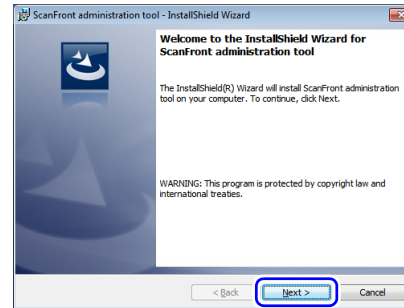 ScanFront administration tool - InstallShield Wizard
Welcome to the InstallShield Wizard for
ScanFront administration tool
The InstallShield(R) Wizard will install ScanFront administration
tool on your computer. To continue, click Next.
WARNING: This program is protected by copyright law and
international treaties.
< Back
Next >
Cancel